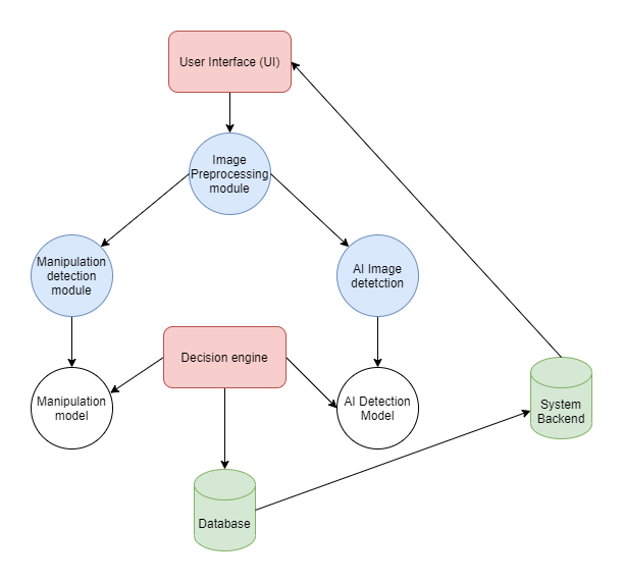 User Interface (UI)
Image
Preprocessing
module
Manipulation
detection
module
AI Image
detetction
Decision engine
Manipulation
model
AI Detection
Model
System
Backend
Database